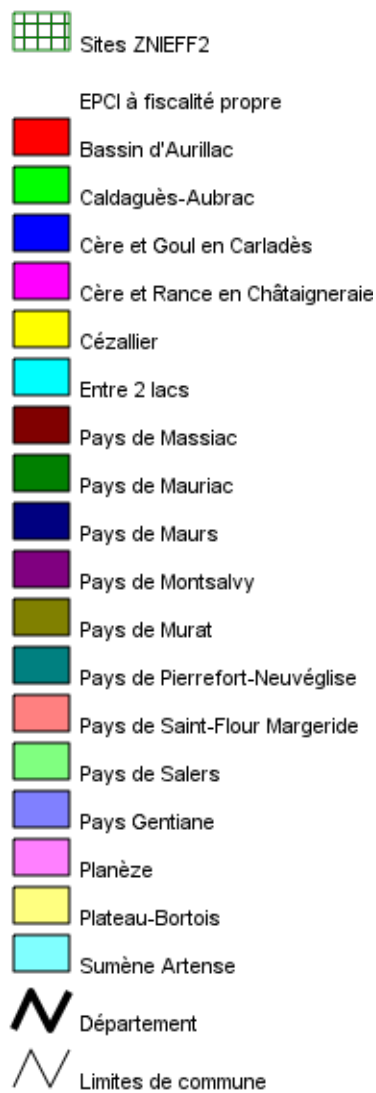 Sites ZNIEFF2
EPCI à fiscalité propre
Bassin d'Aurillac
Caldaguès-Aubrac
Cère et Goul en Carladès
Cère et Rance en Châtaigneraie
Cézallier
Entre 2 lacs
Pays de Massiac
Pays de Mauriac
Pays de Maurs
Pays de Montsalvy
Pays de Murat
Pays de Pierrefort-Neuvéglise
Pays de Saint-Flour Margeride
Pays de Salers
Pays Gentiane
Planèze
Plateau-Bortois
Sumène Artense
Département
Limites de commune